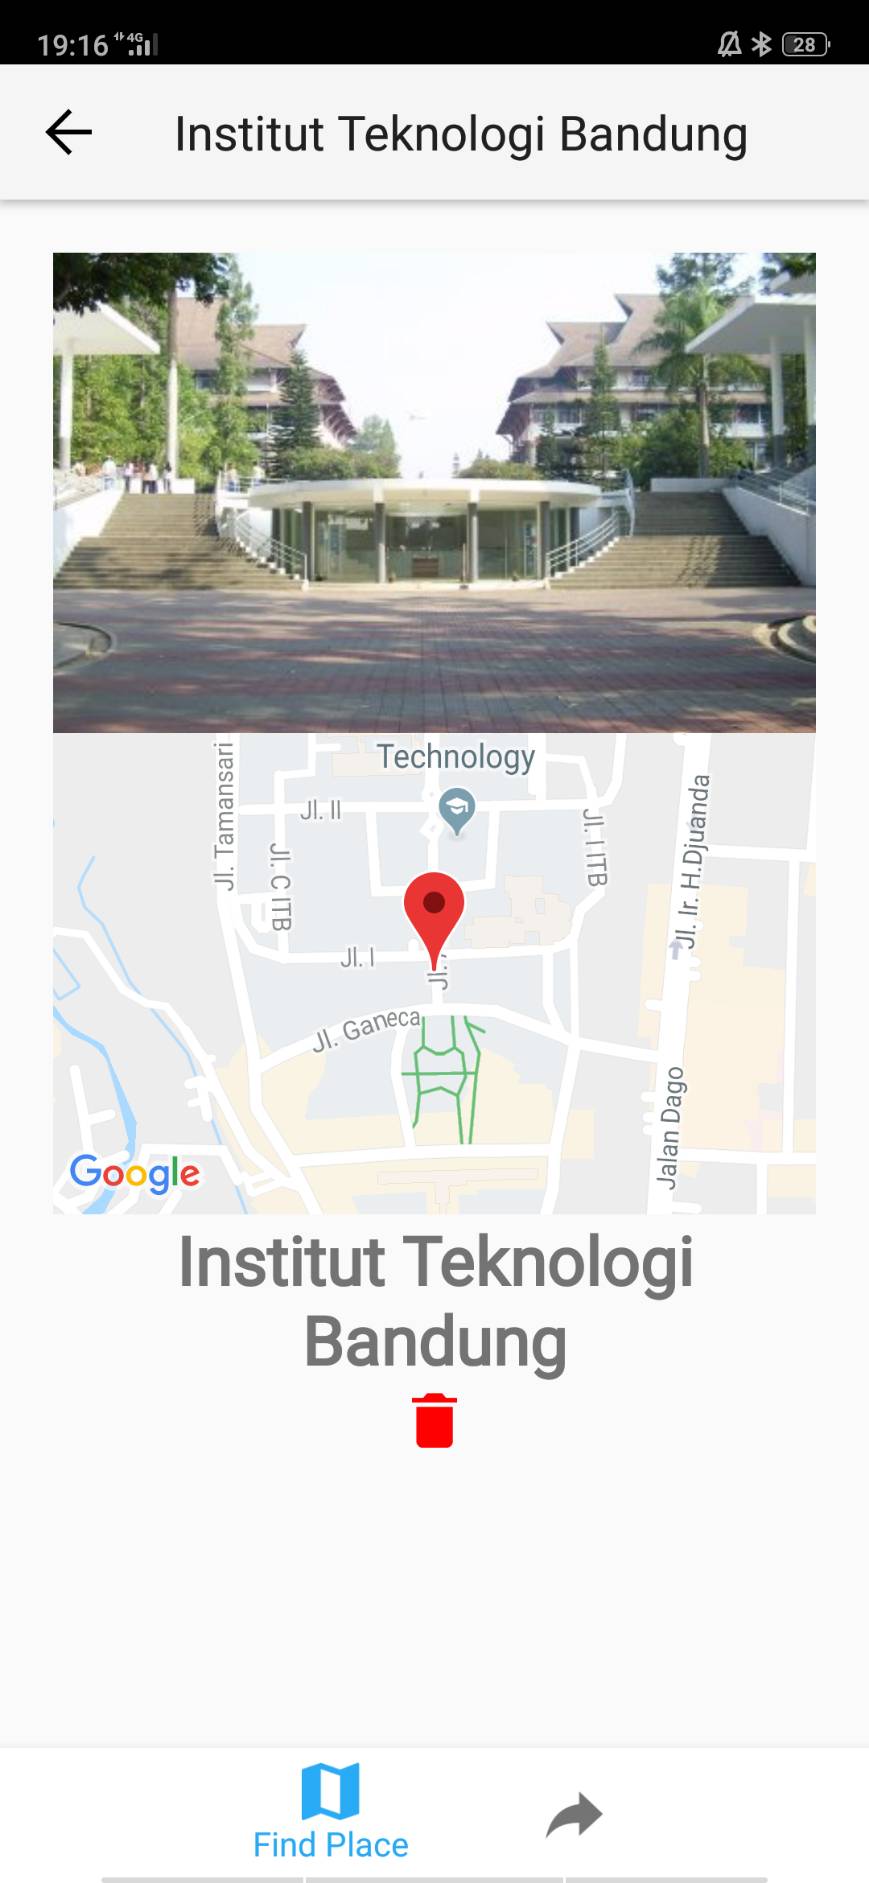 19:16 4G 28
Institut Teknologi Bandung
Technology
Jl. Tamansari
Jl. II
Jl. C ITB
Jl. I ITB
Jl. Ir. H.Djuanda
Jl. I
Jl.
Jl. Ganeca
Jalan Dago
Google
Institut Teknologi
Bandung
Find Place